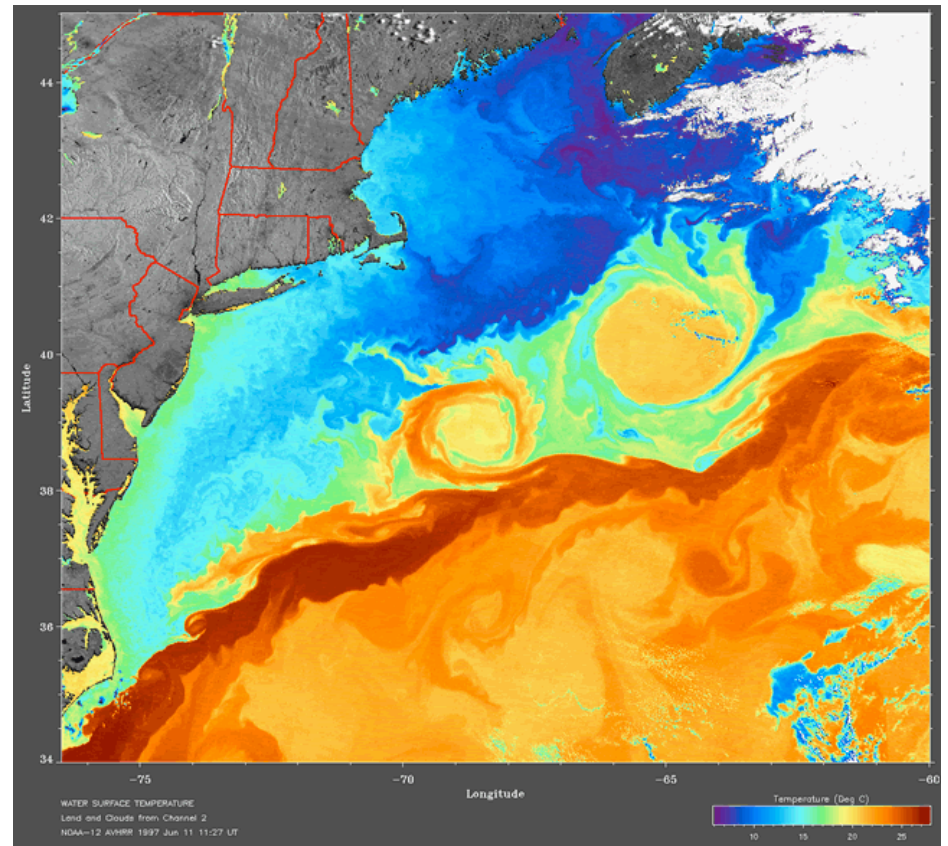 44
42
40
38
36
34
Latitude
-75
-70
-65
-60
Longitude
WATER SURFACE TEMPERATURE
Land and Clouds from Channel 2
NOAA-12 AVHRR 1997 Jun 11 11:27 UT
Temperature (Deg C)
10 15 20 25